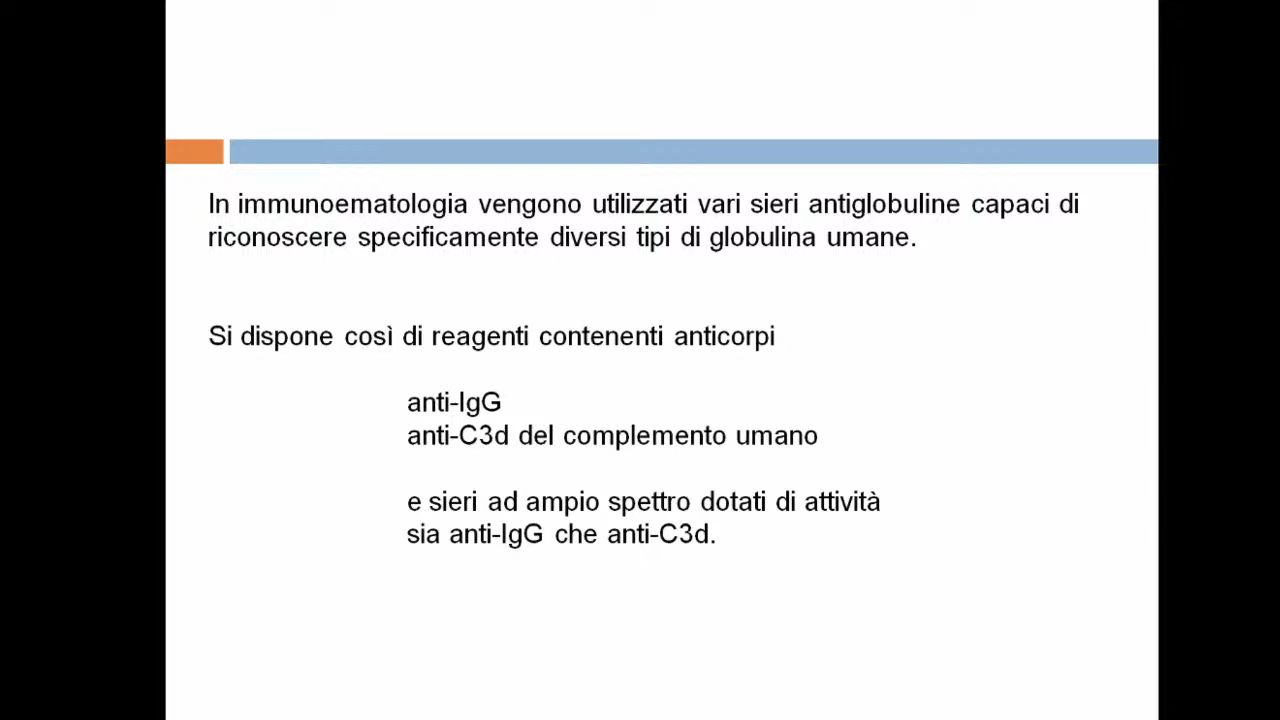 In immunoematologia vengono utilizzati vari sieri antiglobuline capaci di
riconoscere specificamente diversi tipi di globulina umane.
Si dispone così di reagenti contenenti anticorpi
anti-IgG
anti-C3d del complemento umano
e sieri ad ampio spettro dotati di attività
sia anti-IgG che anti-C3d.